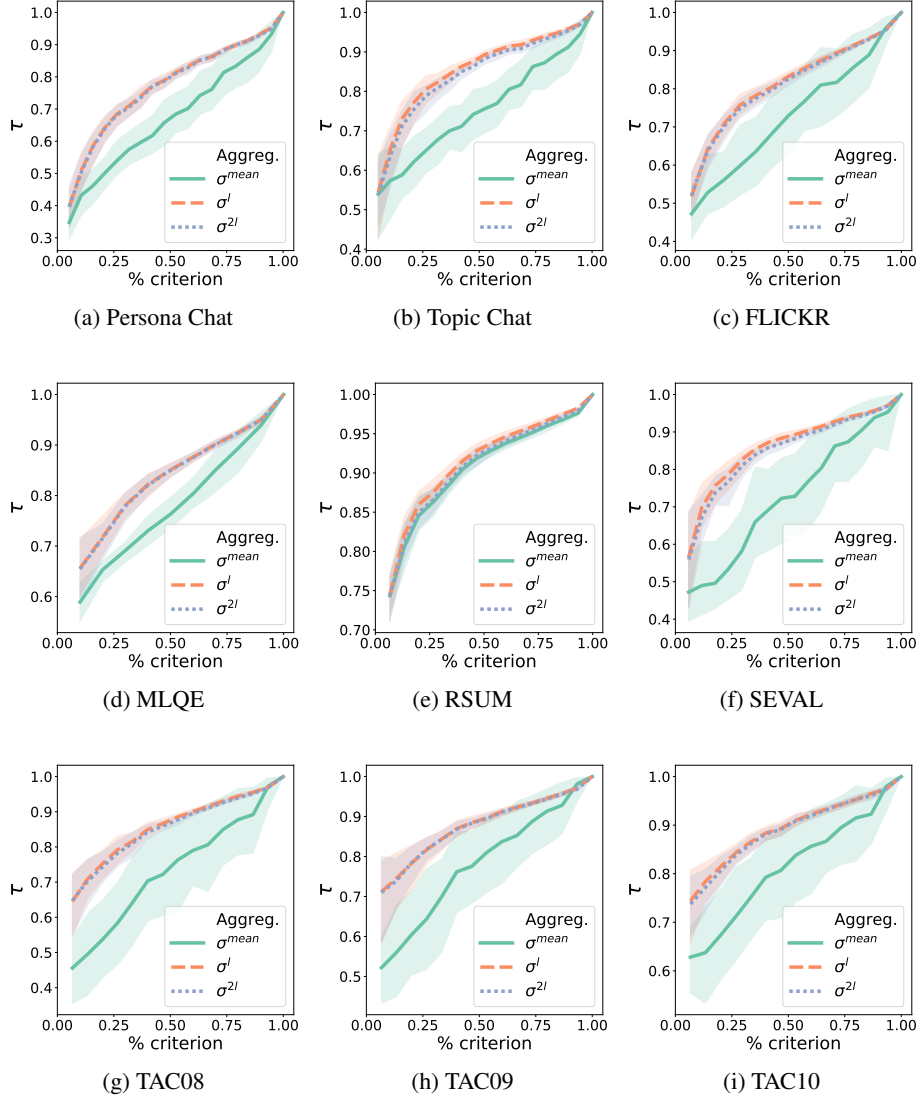 1.0
0.9
0.8
0.7
0.6
0.5
0.4
0.3
τ
0.00 0.25 0.50 0.75 1.00
% criterion
Aggreg.
σ^mean
σ^l
σ^2l
(a) Persona Chat
1.0
0.9
0.8
0.7
0.6
0.5
0.4
τ
0.00 0.25 0.50 0.75 1.00
% criterion
Aggreg.
σ^mean
σ^l
σ^2l
(b) Topic Chat
1.0
0.9
0.8
0.7
0.6
0.5
0.4
τ
0.00 0.25 0.50 0.75 1.00
% criterion
Aggreg.
σ^mean
σ^l
σ^2l
(c) FLICKR
1.0
0.9
0.8
0.7
0.6
τ
0.00 0.25 0.50 0.75 1.00
% criterion
Aggreg.
σ^mean
σ^l
σ^2l
(d) MLQE
1.00
0.95
0.90
0.85
0.80
0.75
0.70
τ
0.00 0.25 0.50 0.75 1.00
% criterion
Aggreg.
σ^mean
σ^l
σ^2l
(e) RSUM
1.0
0.9
0.8
0.7
0.6
0.5
0.4
τ
0.00 0.25 0.50 0.75 1.00
% criterion
Aggreg.
σ^mean
σ^l
σ^2l
(f) SEVAL
1.0
0.9
0.8
0.7
0.6
0.5
0.4
τ
0.00 0.25 0.50 0.75 1.00
% criterion
Aggreg.
σ^mean
σ^l
σ^2l
(g) TAC08
1.0
0.9
0.8
0.7
0.6
0.5
τ
0.00 0.25 0.50 0.75 1.00
% criterion
Aggreg.
σ^mean
σ^l
σ^2l
(h) TAC09
1.0
0.9
0.8
0.7
0.6
τ
0.00 0.25 0.50 0.75 1.00
% criterion
Aggreg.
σ^mean
σ^l
σ^2l
(i) TAC10